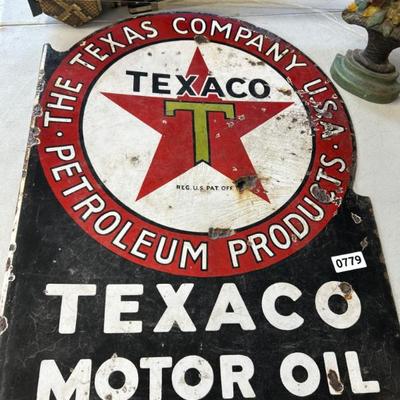 · THE TEXAS COMPANY U.S.A ·
PETROLEUM PRODUCTS
TEXACO
T
REG. U.S. PAT. OFF.
0779
TEXACO
MOTOR OIL